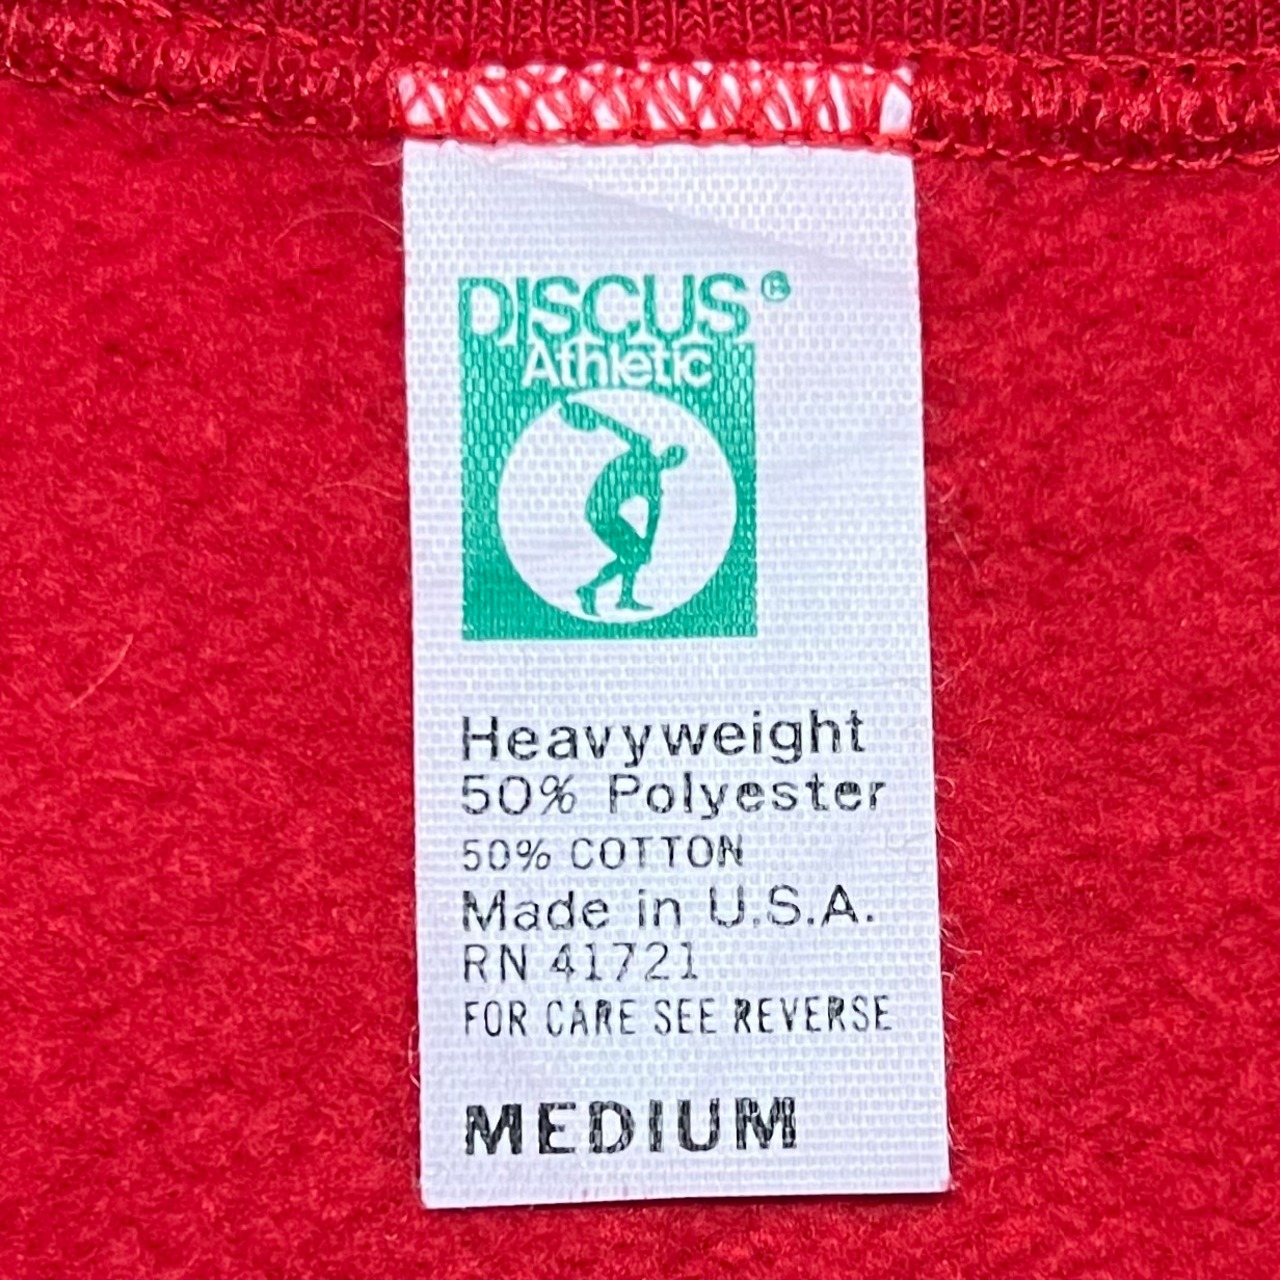 DISCUS®
Athletic
Heavyweight
50% Polyester
50% COTTON
Made in U.S.A.
RN 41721
FOR CARE SEE REVERSE
MEDIUM